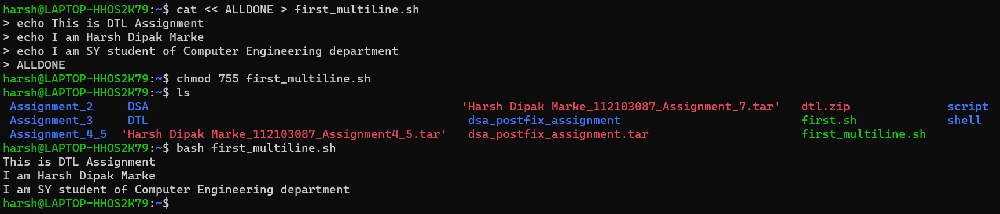 harsh@LAPTOP-HHOS2K79:~$ cat << ALLDONE > first_multiline.sh
> echo This is DTL Assignment
> echo I am Harsh Dipak Marke
> echo I am SY student of Computer Engineering department
> ALLDONE
harsh@LAPTOP-HHOS2K79:~$ chmod 755 first_multiline.sh
harsh@LAPTOP-HHOS2K79:~$ ls
Assignment_2 DSA 'Harsh Dipak Marke_112103087_Assignment_7.tar' dtl.zip script
Assignment_3 DTL dsa_postfix_assignment first.sh shell
Assignment_4_5 'Harsh Dipak Marke_112103087_Assignment4_5.tar' dsa_postfix_assignment.tar first_multiline.sh
harsh@LAPTOP-HHOS2K79:~$ bash first_multiline.sh
This is DTL Assignment
I am Harsh Dipak Marke
I am SY student of Computer Engineering department
harsh@LAPTOP-HHOS2K79:~$